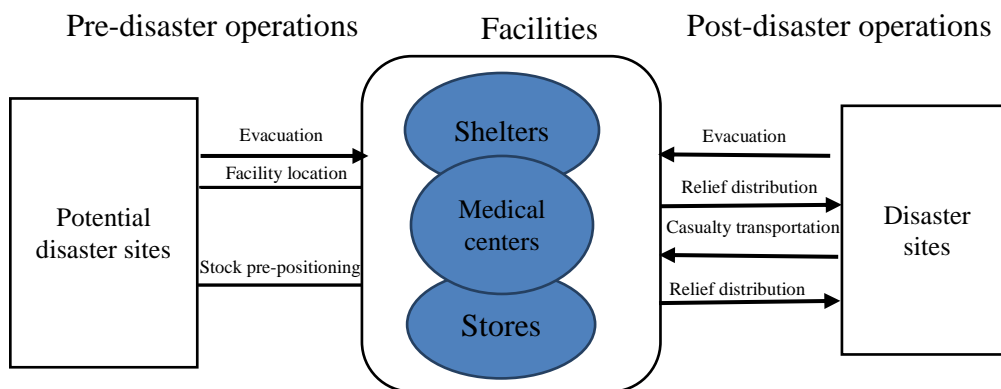 Pre-disaster operations
Facilities
Post-disaster operations
Potential
disaster sites
Evacuation
Facility location
Stock pre-positioning
Shelters
Medical
centers
Stores
Evacuation
Relief distribution
Casualty transportation
Relief distribution
Disaster
sites